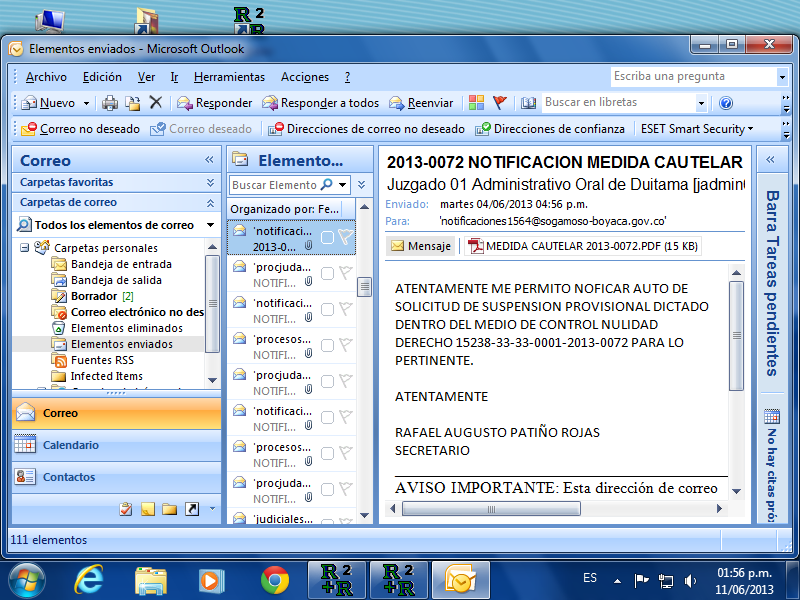 R 2
+R
Elementos enviados - Microsoft Outlook
Archivo Edición Ver Ir Herramientas Acciones ?
Escriba una pregunta
Nuevo Responder Responder a todos Reenviar Buscar en libretas
Correo no deseado Correo deseado Direcciones de correo no deseado Direcciones de confianza ESET Smart Security
Correo
Carpetas favoritas
Carpetas de correo
Todos los elementos de correo
Carpetas personales
Bandeja de entrada
Bandeja de salida
Borrador [2]
Correo electrónico no des
Elementos eliminados
Elementos enviados
Fuentes RSS
Infected Items
Correo
Calendario
Contactos
Elemento...
Buscar Elemento
Organizado por: Fe...
'notificaci...
2013-0...
'procjuda...
NOTIFI...
'notificaci...
NOTIFI...
'procesos...
NOTIFI...
'procjuda...
NOTIFI...
'notificaci...
NOTIFI...
'procesos...
NOTIFI...
'procjuda...
NOTIFI...
'judiciales...
2013-0072 NOTIFICACION MEDIDA CAUTELAR
Juzgado 01 Administrativo Oral de Duitama [jadmin0
Enviado: martes 04/06/2013 04:56 p.m.
Para: 'notificaciones1564@sogamoso-boyaca.gov.co'
Mensaje MEDIDA CAUTELAR 2013-0072.PDF (15 KB)
ATENTAMENTE ME PERMITO NOFICAR AUTO DE
SOLICITUD DE SUSPENSION PROVISIONAL DICTADO
DENTRO DEL MEDIO DE CONTROL NULIDAD
DERECHO 15238-33-33-0001-2013-0072 PARA LO
PERTINENTE.
ATENTAMENTE
RAFAEL AUGUSTO PATIÑO ROJAS
SECRETARIO
AVISO IMPORTANTE: Esta dirección de correo
Barra Tareas pendientes
No hay citas pró:
111 elementos
R 2
+R
R 2
+R
ES
01:56 p.m.
11/06/2013